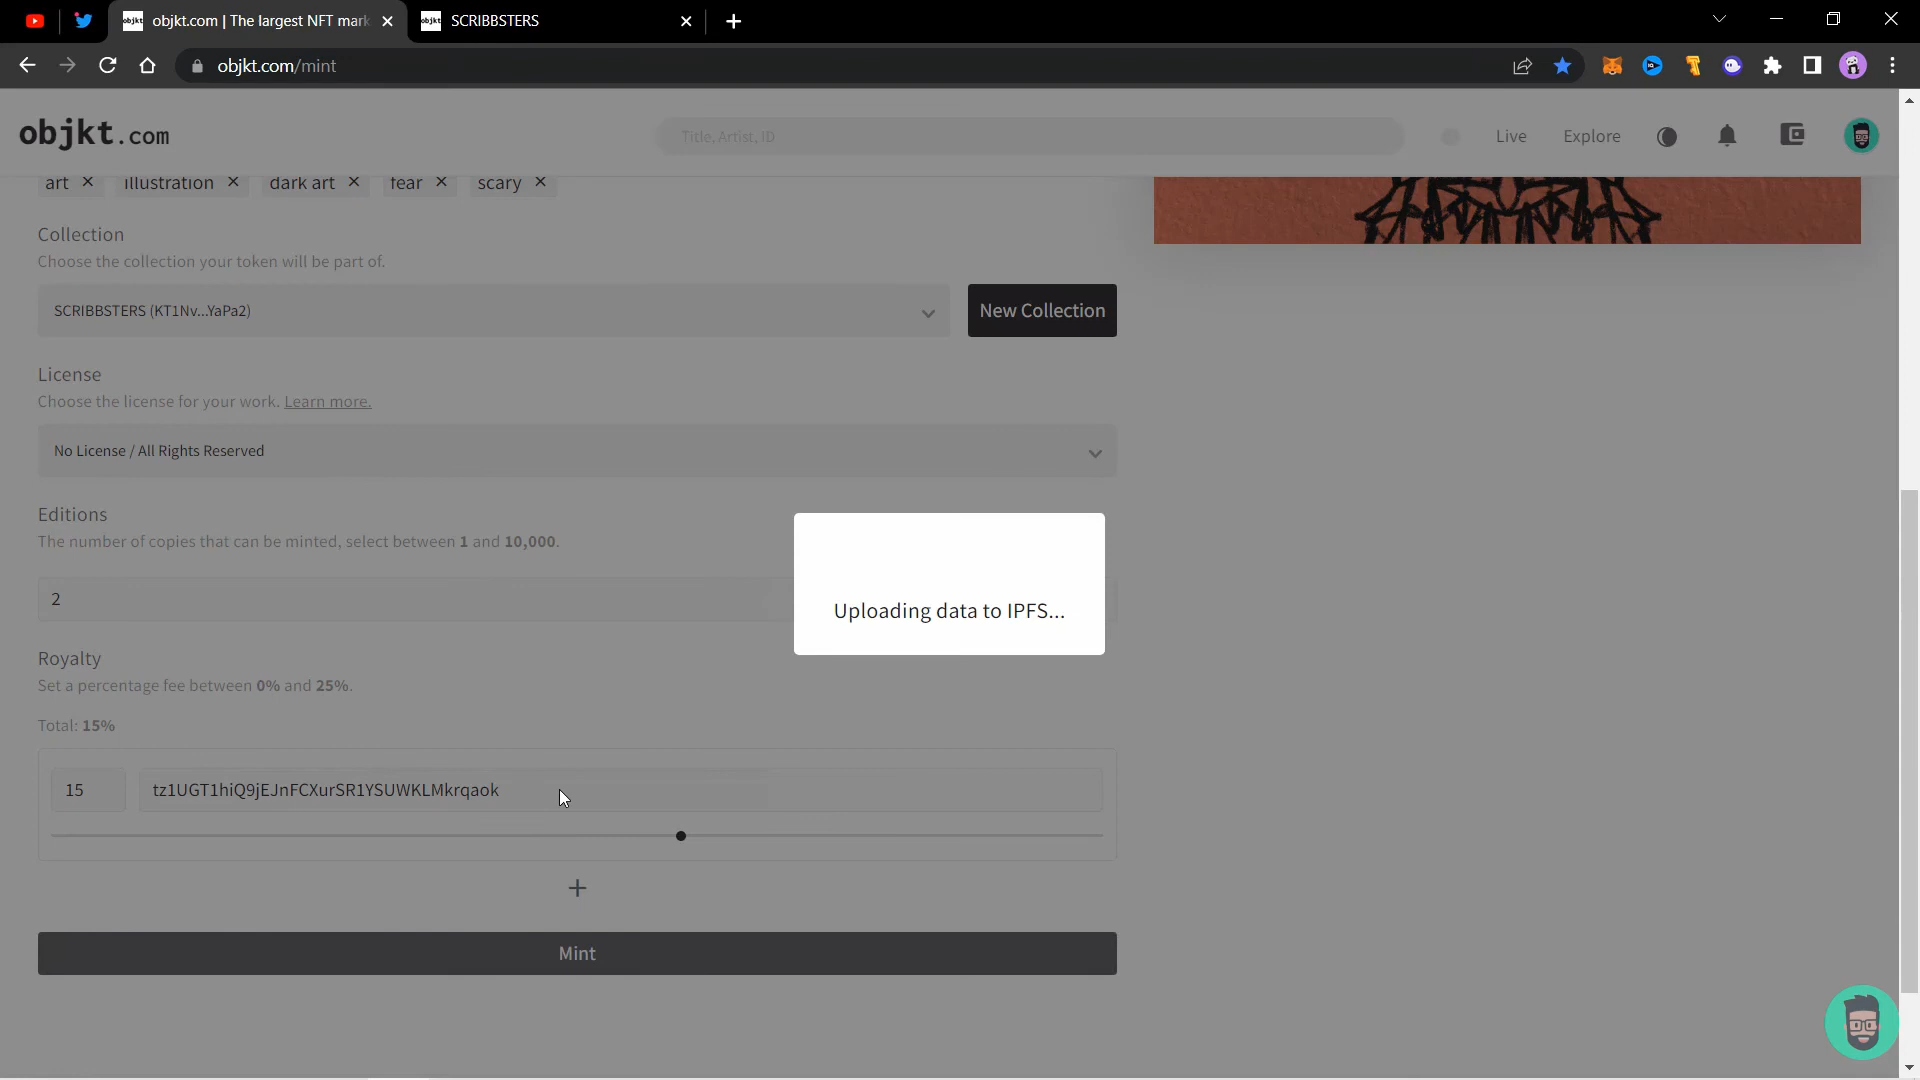 objkt.com | The largest NFT mark
SCRIBBSTERS
objkt.com/mint
objkt.com
Title, Artist, ID
Live
Explore
art
illustration
dark art
fear
scary
Collection
Choose the collection your token will be part of.
SCRIBBSTERS (KT1Nv...YaPa2)
New Collection
License
Choose the license for your work. Learn more.
No License / All Rights Reserved
Editions
The number of copies that can be minted, select between 1 and 10,000.
2
Uploading data to IPFS...
Royalty
Set a percentage fee between 0% and 25%.
Total: 15%
15
tz1UGT1hiQ9jEJnFCXurSR1YSUWKLMkrqaok
Mint